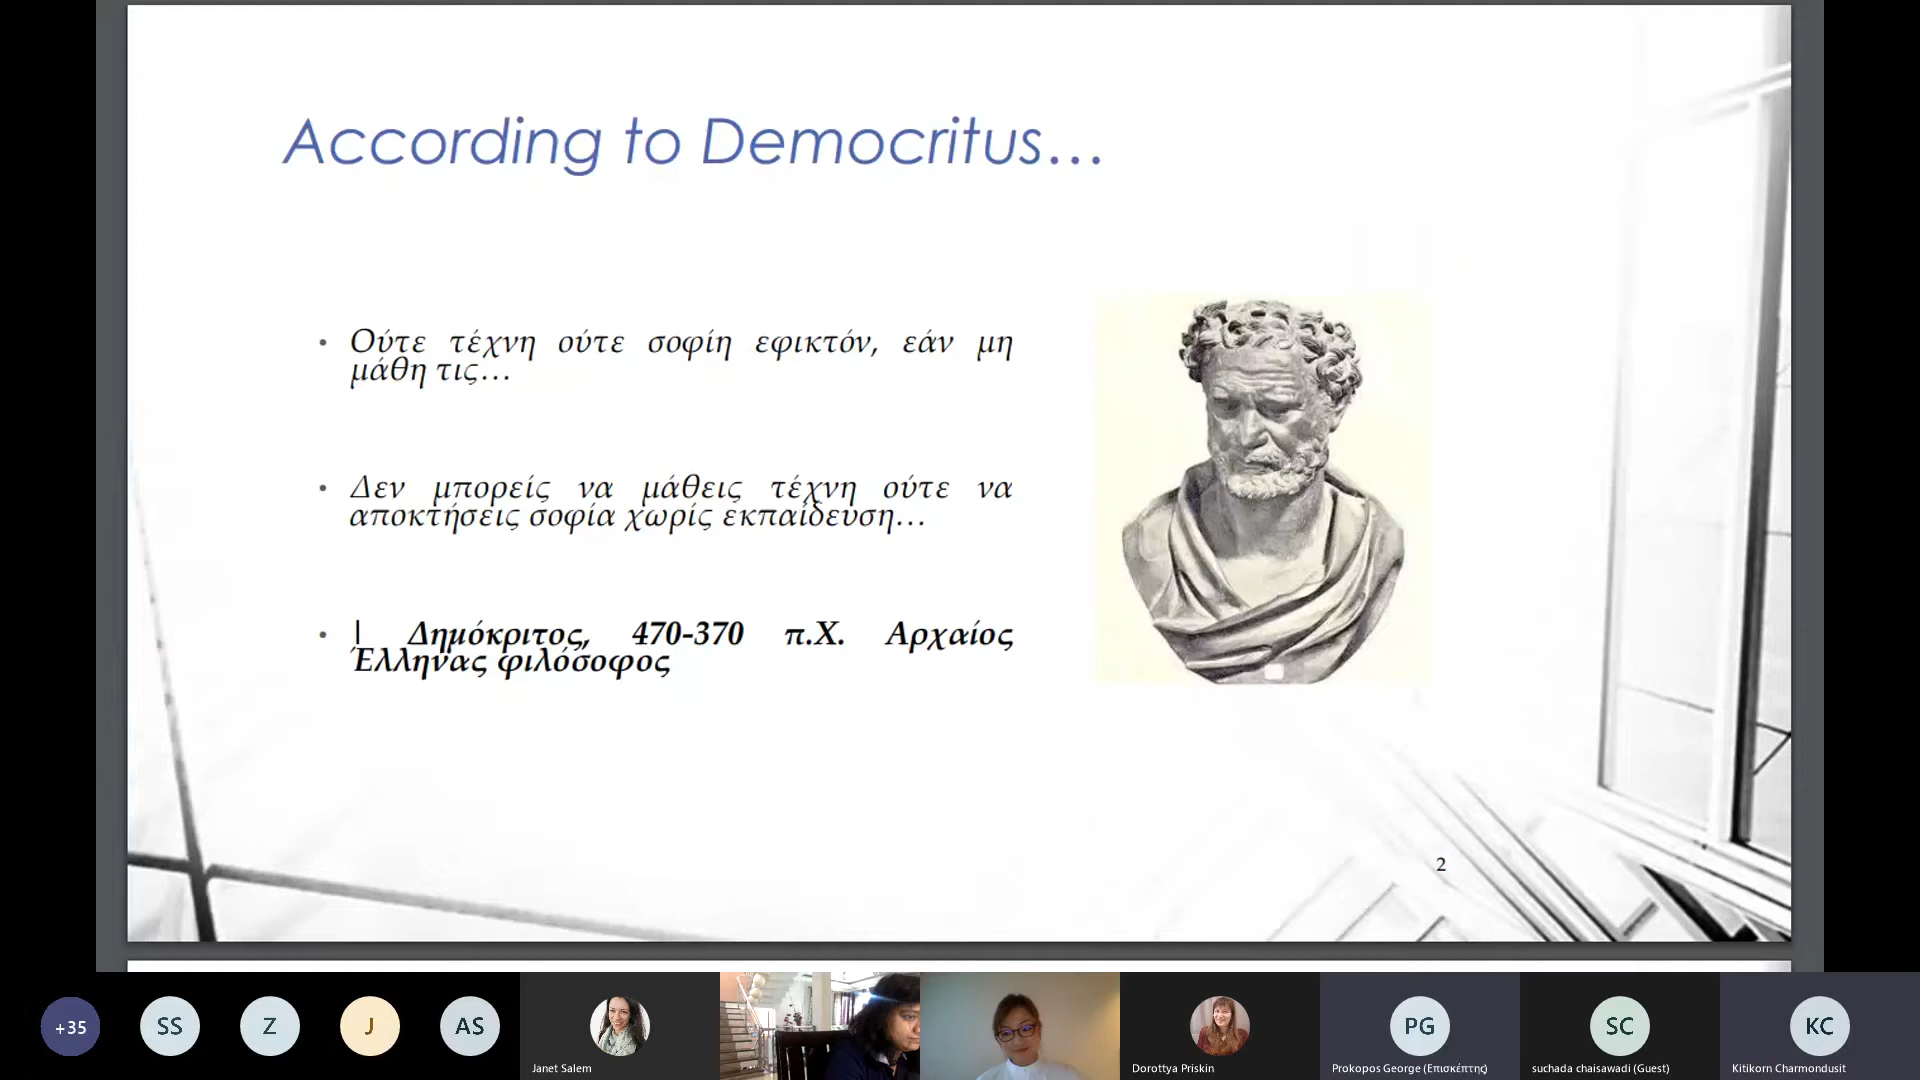 According to Democritus...
• Ούτε τέχνη ούτε σοφίη εφικτόν, εάν μη
μάθη τις...
• Δεν μπορείς να μάθεις τέχνη ούτε να
αποκτήσεις σοφία χωρίς εκπαίδευση...
• | Δημόκριτος, 470-370 π.Χ. Αρχαίος
Έλληνας φιλόσοφος
2
+35
SS
Z
J
AS
Janet Salem
Dorottya Priskin
PG
Prokopos George (Επισκέπτης)
SC
suchada chaisawadi (Guest)
KC
Kitikorn Charmondusit